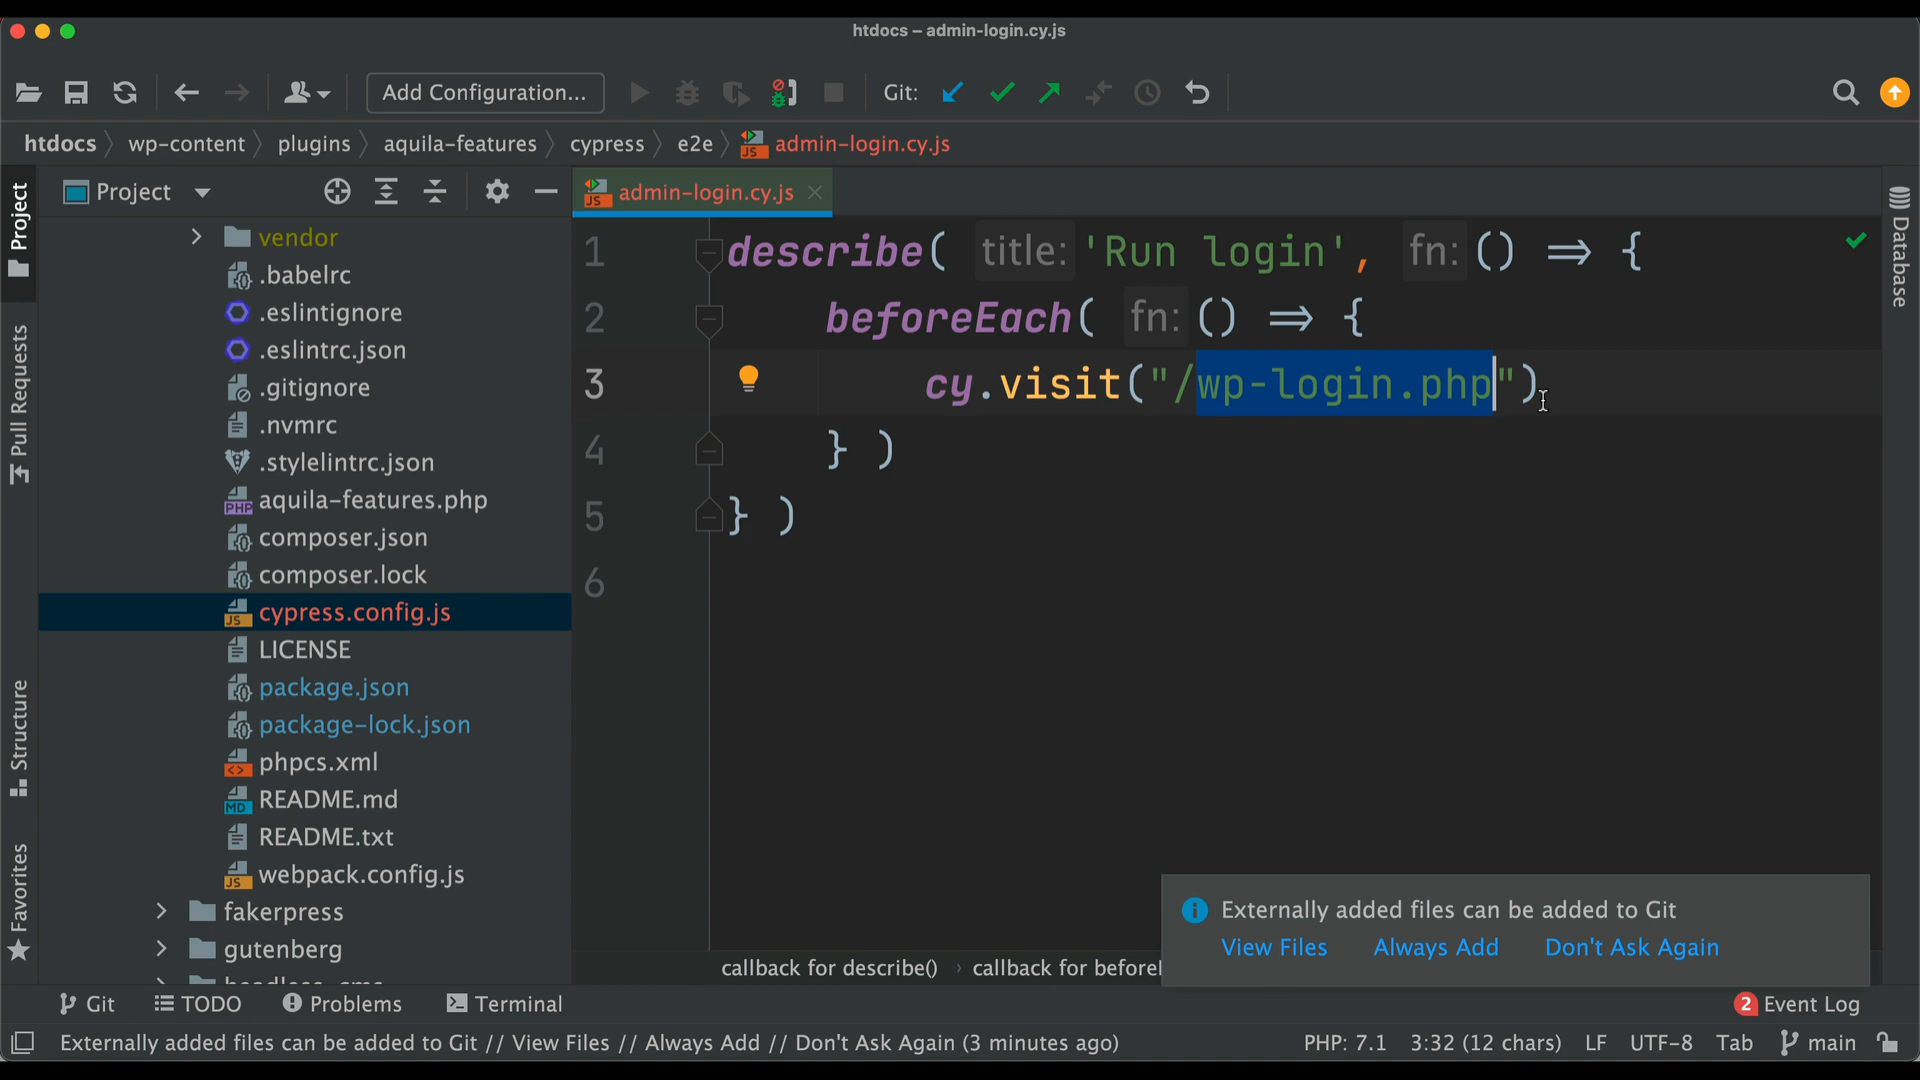 htdocs – admin-login.cy.js
Add Configuration...
Git:
htdocs
wp-content
plugins
aquila-features
cypress
e2e
admin-login.cy.js
Project
Pull Requests
Structure
Favorites
Database
Project
vendor
.babelrc
.eslintignore
.eslintrc.json
.gitignore
.nvmrc
.stylelintrc.json
aquila-features.php
composer.json
composer.lock
cypress.config.js
LICENSE
package.json
package-lock.json
phpcs.xml
README.md
README.txt
webpack.config.js
fakerpress
gutenberg
admin-login.cy.js
1 describe( title: 'Run login', fn: () => {
2 beforeEach( fn: () => {
3 cy.visit("/wp-login.php")
4 } )
5 } )
6
callback for describe() › callback for beforeE
Externally added files can be added to Git
View Files Always Add Don't Ask Again
Git TODO Problems Terminal
2 Event Log
Externally added files can be added to Git // View Files // Always Add // Don't Ask Again (3 minutes ago)
PHP: 7.1 3:32 (12 chars) LF UTF-8 Tab main